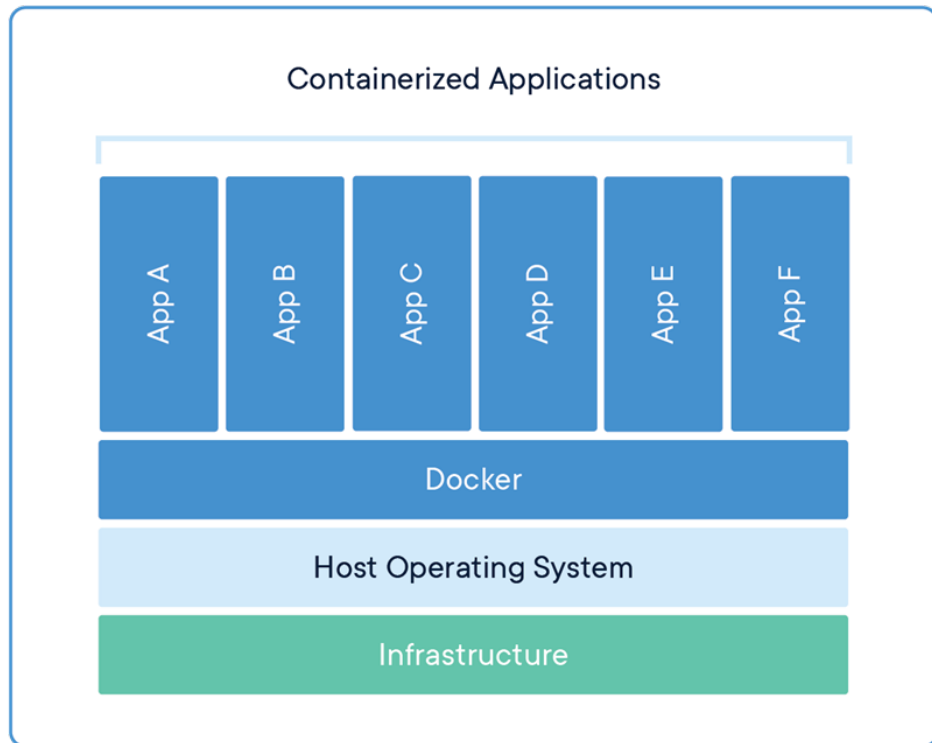 Containerized Applications
App A
App B
App C
App D
App E
App F
Docker
Host Operating System
Infrastructure